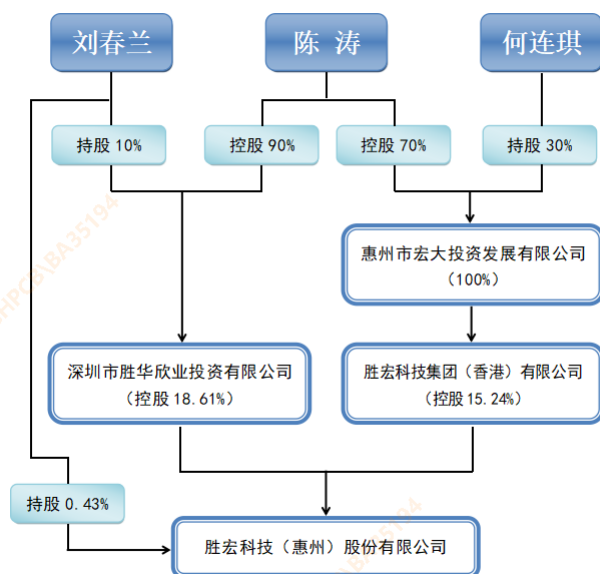 刘春兰
陈 涛
何连琪
持股 10%
控股 90%
控股 70%
持股 30%
惠州市宏大投资发展有限公司
（100%）
深圳市胜华欣业投资有限公司
（控股 18.61%）
胜宏科技集团（香港）有限公司
（控股 15.24%）
持股 0.43%
胜宏科技（惠州）股份有限公司